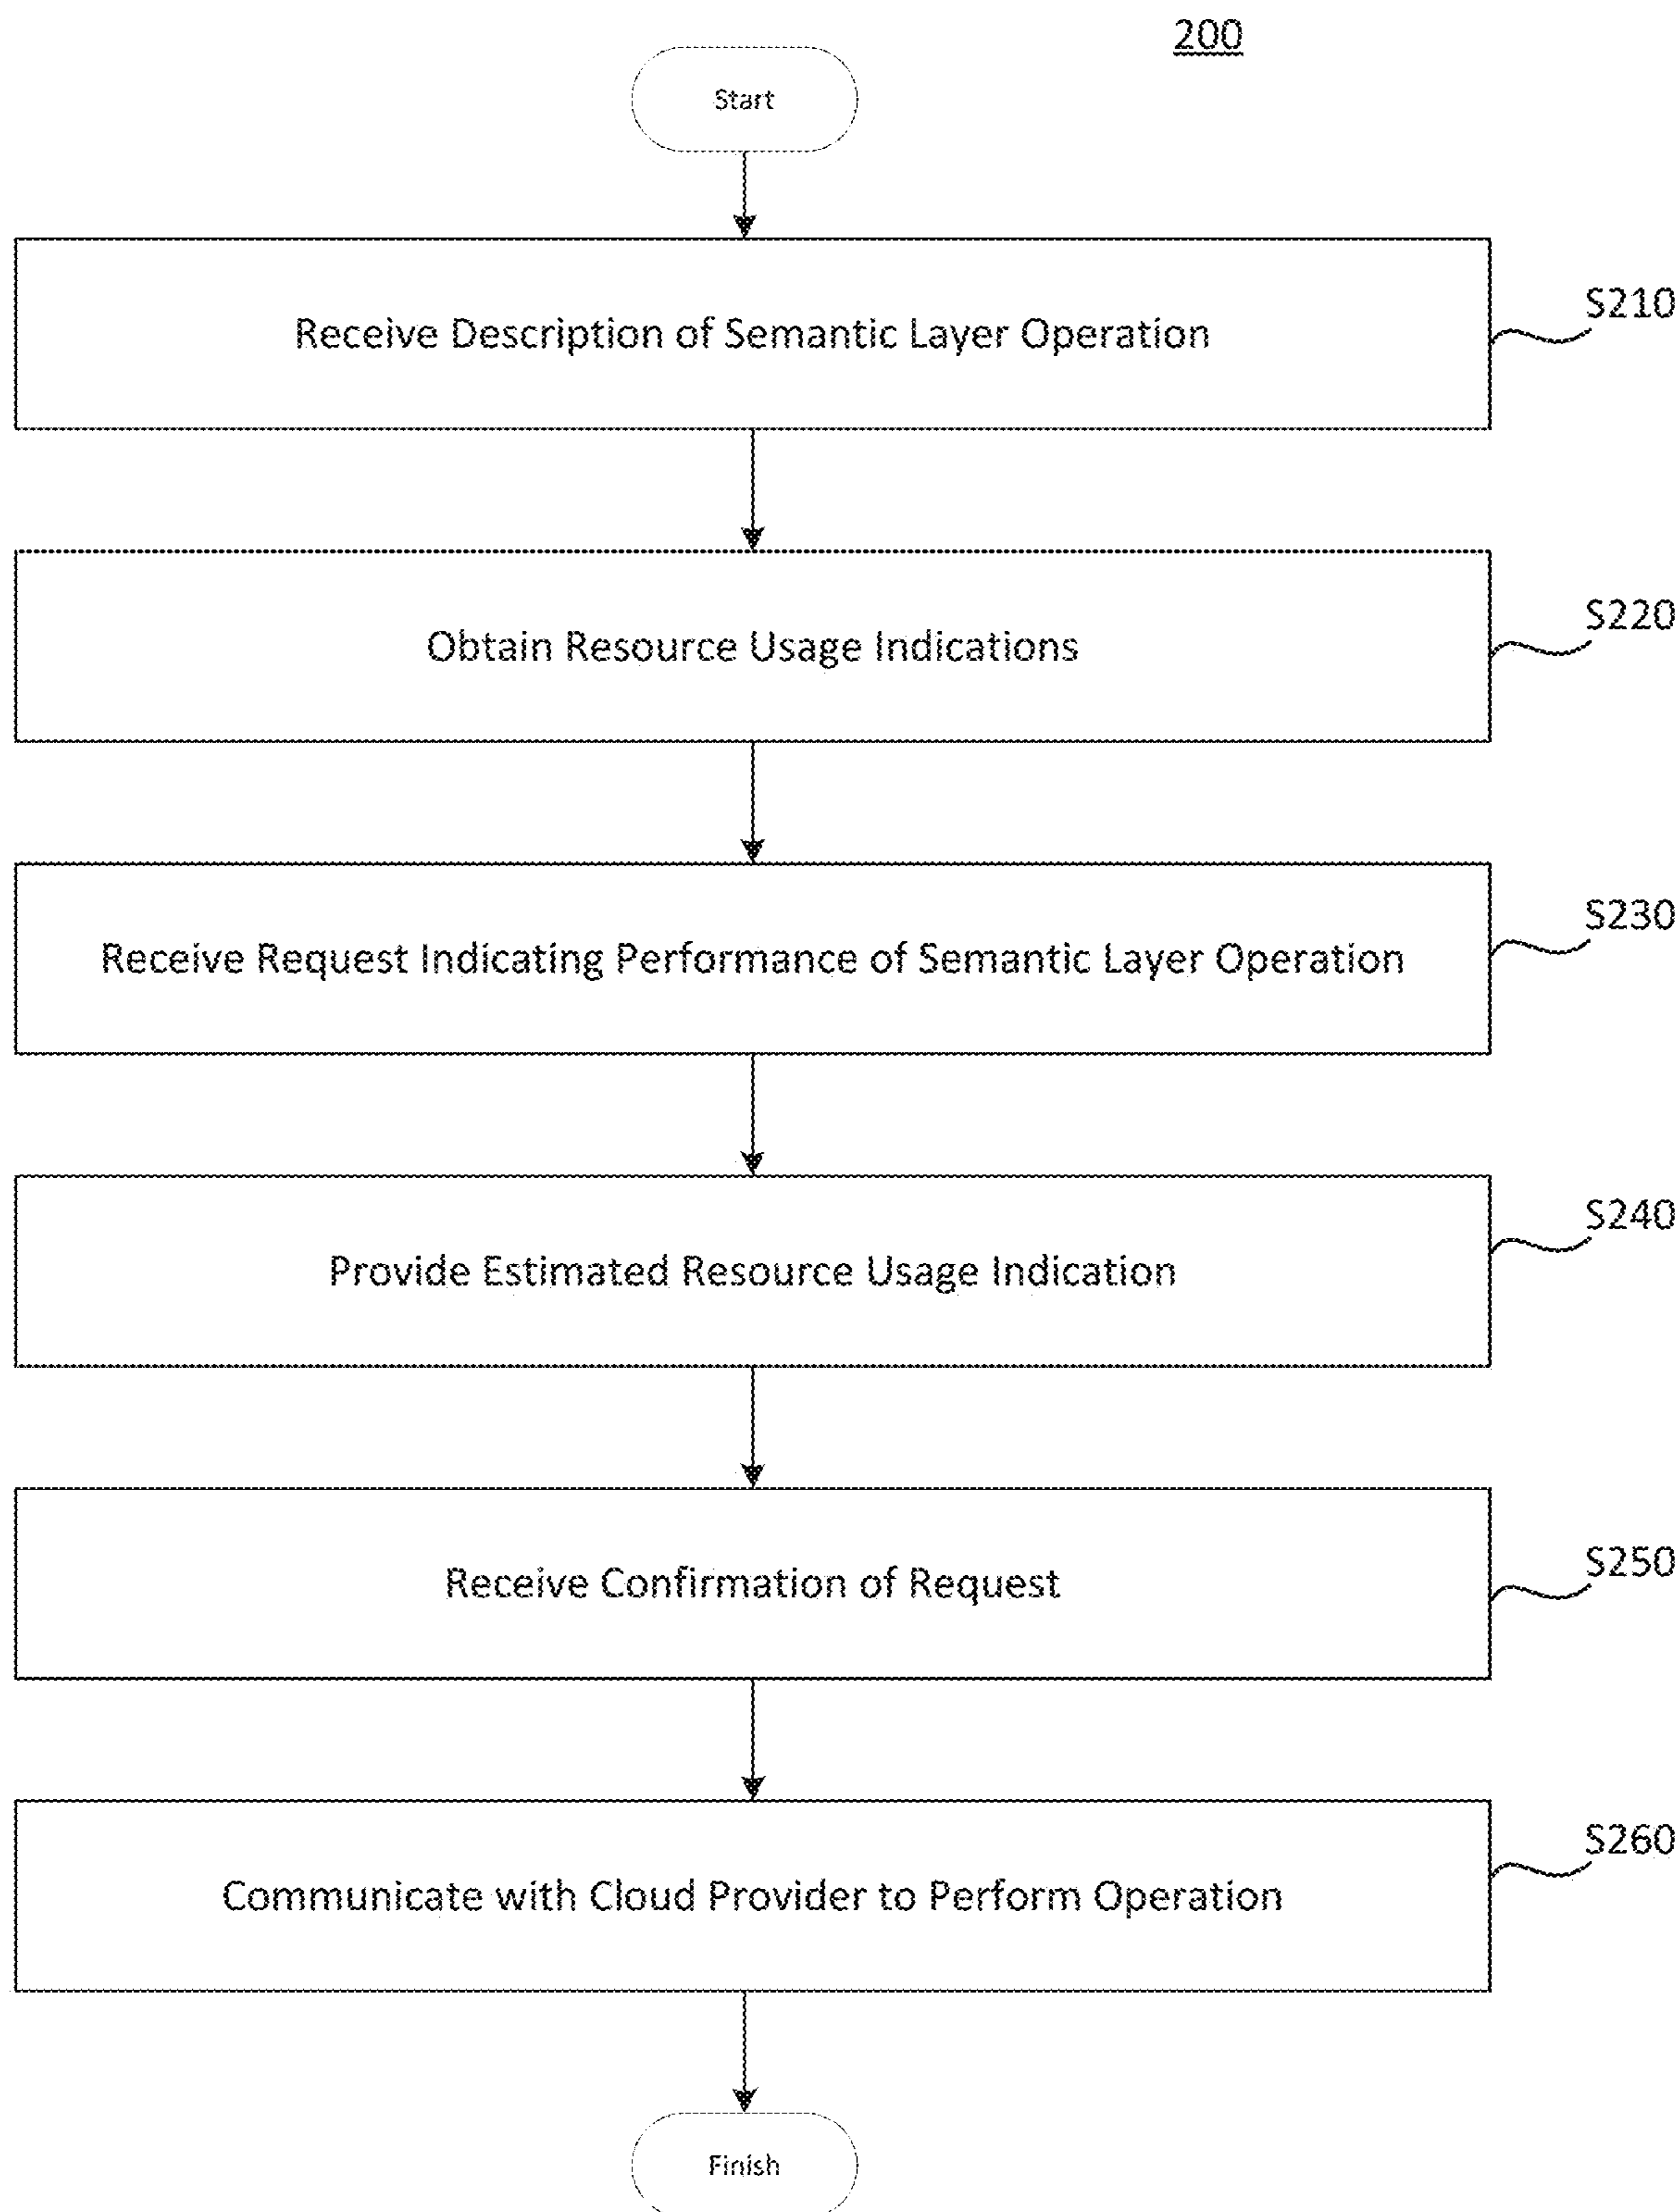 200
Start
Receive Description of Semantic Layer Operation
S210
Obtain Resource Usage Indications
S220
Receive Request Indicating Performance of Semantic Layer Operation
S230
Provide Estimated Resource Usage Indication
S240
Receive Confirmation of Request
S250
Communicate with Cloud Provider to Perform Operation
S260
Finish